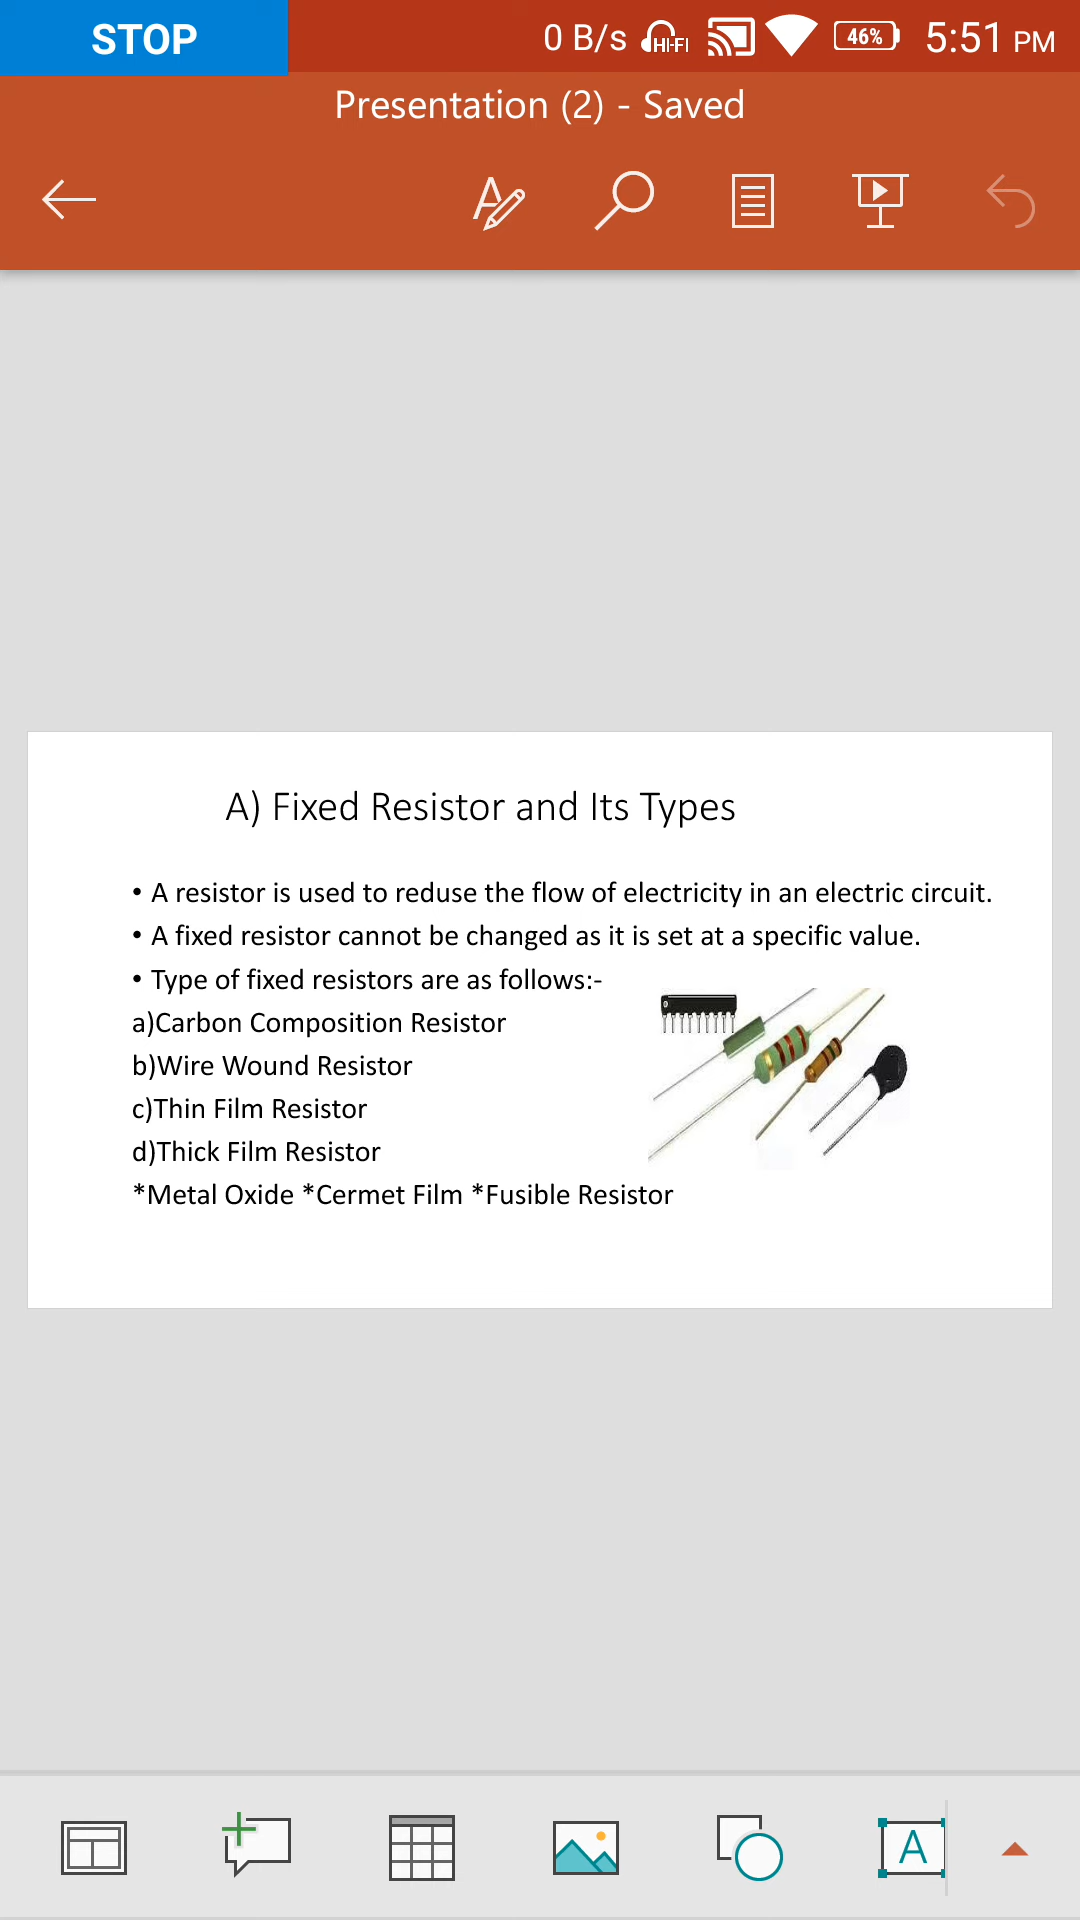 STOP
0 B/s HI-FI 46% 5:51 PM
Presentation (2) - Saved
A) Fixed Resistor and Its Types
• A resistor is used to reduse the flow of electricity in an electric circuit.
• A fixed resistor cannot be changed as it is set at a specific value.
• Type of fixed resistors are as follows:-
a)Carbon Composition Resistor
b)Wire Wound Resistor
c)Thin Film Resistor
d)Thick Film Resistor
*Metal Oxide *Cermet Film *Fusible Resistor
A